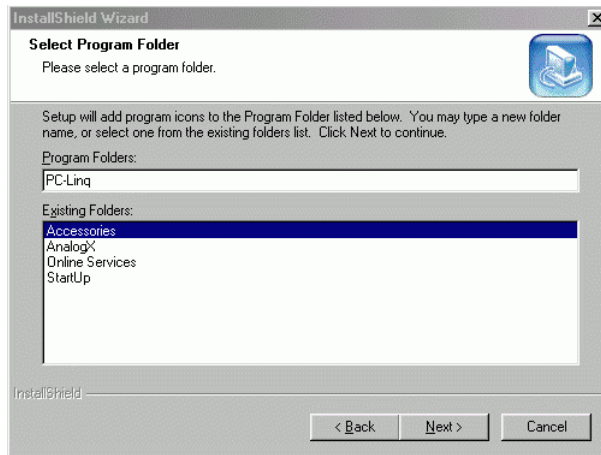 InstallShield Wizard
Select Program Folder
Please select a program folder.
Setup will add program icons to the Program Folder listed below. You may type a new folder
name, or select one from the existing folders list. Click Next to continue.
Program Folders:
PC-Linq
Existing Folders:
Accessories
AnalogX
Online Services
StartUp
InstallShield
< Back
Next >
Cancel